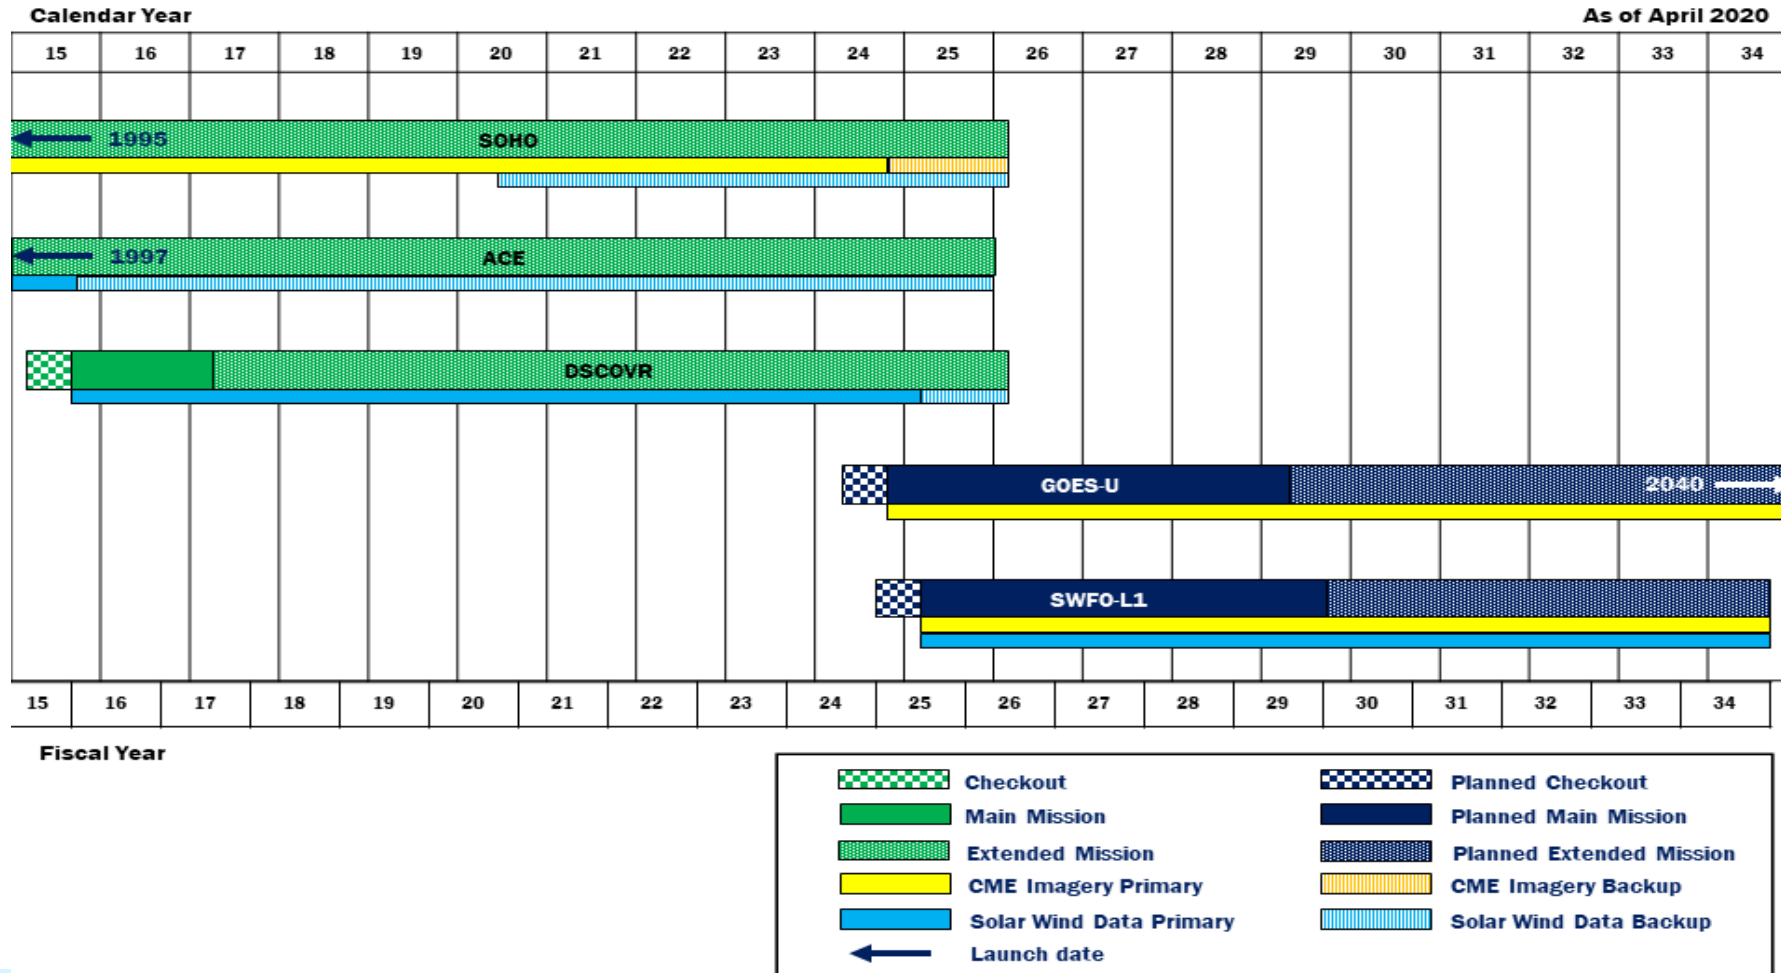 Calendar Year As of April 2020
15 16 17 18 19 20 21 22 23 24 25 26 27 28 29 30 31 32 33 34
1995 SOHO
1997 ACE
DSCOVR
GOES-U 2040
SWFO-L1
15 16 17 18 19 20 21 22 23 24 25 26 27 28 29 30 31 32 33 34
Fiscal Year
Checkout Planned Checkout
Main Mission Planned Main Mission
Extended Mission Planned Extended Mission
CME Imagery Primary CME Imagery Backup
Solar Wind Data Primary Solar Wind Data Backup
Launch date